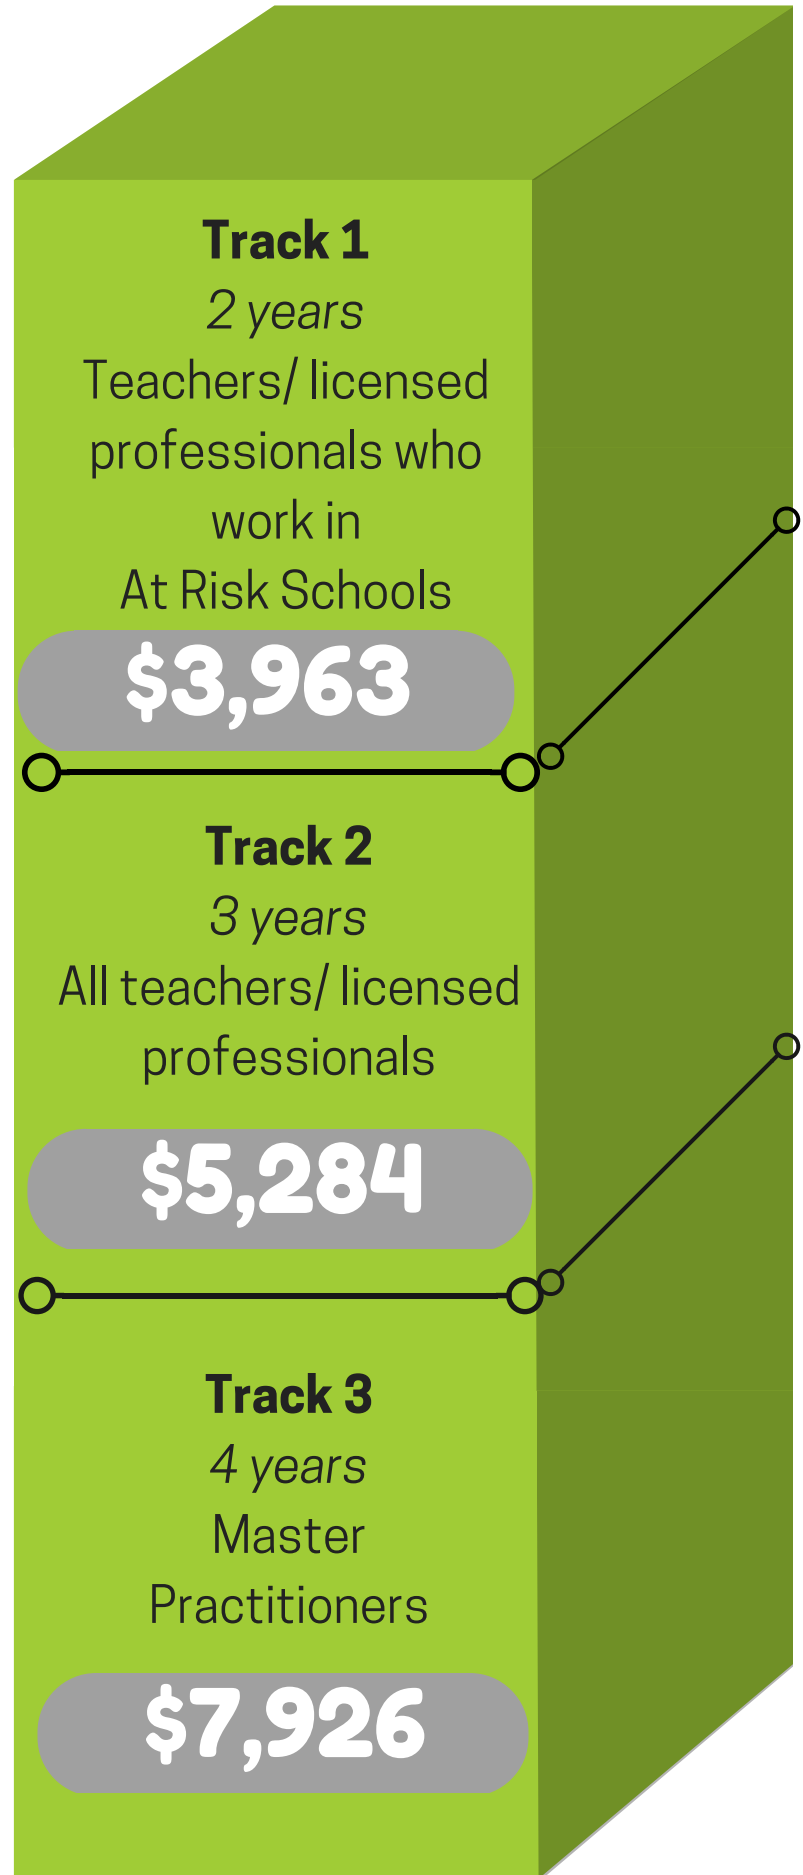 Track 1
2 years
Teachers/ licensed
professionals who
work in
At Risk Schools
$3,963
Track 2
3 years
All teachers/ licensed
professionals
$5,284
Track 3
4 years
Master
Practitioners
$7,926